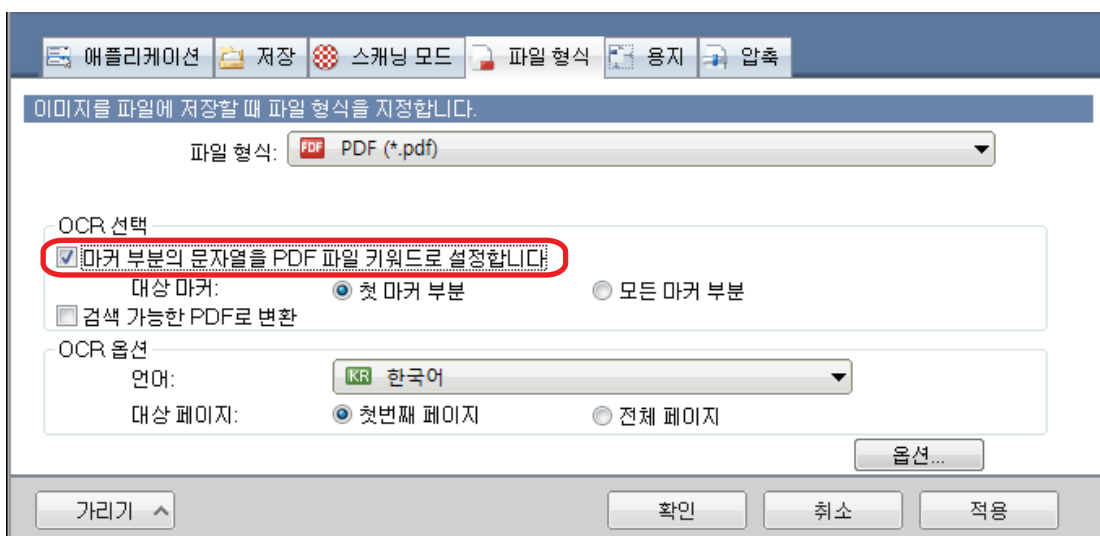 애플리케이션 저장 스캐닝 모드 파일 형식 용지 압축
이미지를 파일에 저장할 때 파일 형식을 지정합니다.
파일 형식: PDF PDF (*.pdf)
OCR 선택
마커 부분의 문자열을 PDF 파일 키워드로 설정합니다
대상 마커: 첫 마커 부분 모든 마커 부분
검색 가능한 PDF로 변환
OCR 옵션
언어: KR 한국어
대상 페이지: 첫번째 페이지 전체 페이지
옵션...
가리기 확인 취소 적용